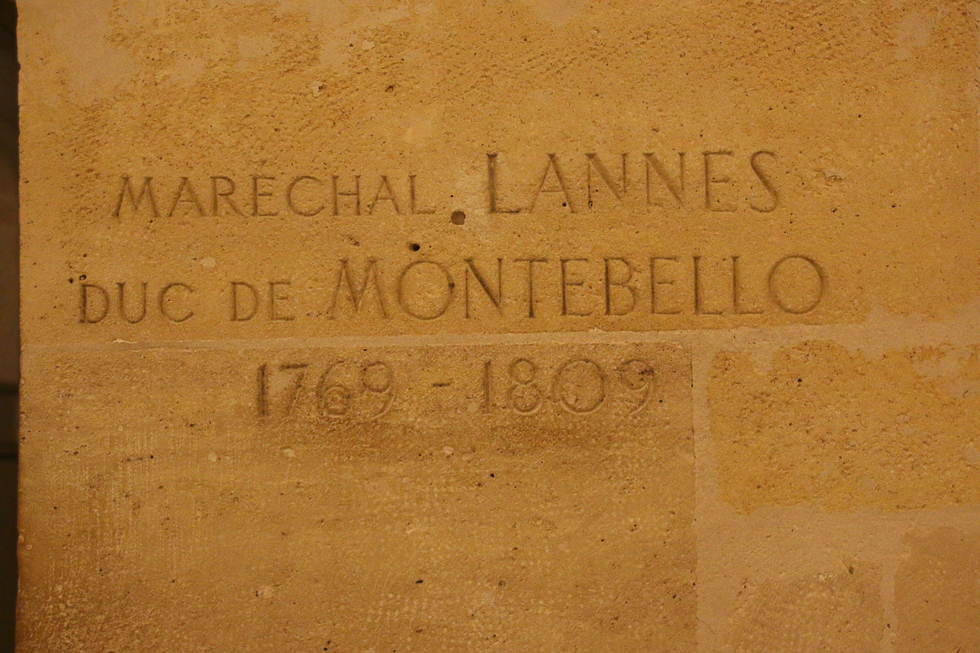 MARECHAL LANNES
DUC DE MONTEBELLO
1769 - 1809